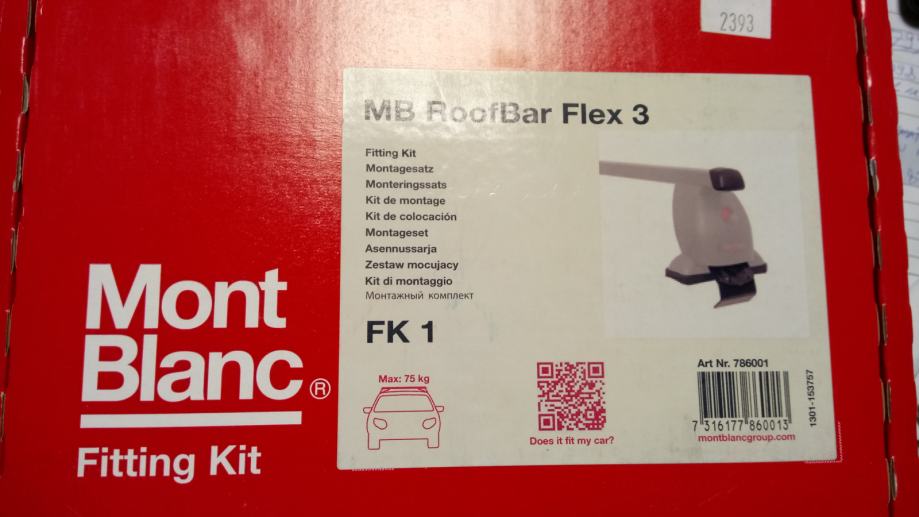 2393
MB RoofBar Flex 3
Fitting Kit
Montagesatz
Monteringssats
Kit de montage
Kit de colocación
Montageset
Asennussarja
Zestaw mocujacy
Kit di montaggio
Монтажный комплект
FK 1
Max: 75 kg
Does it fit my car?
Art Nr. 786001
7 316177 860013
montblancgroup.com
1301-153757
Mont
Blanc®
Fitting Kit